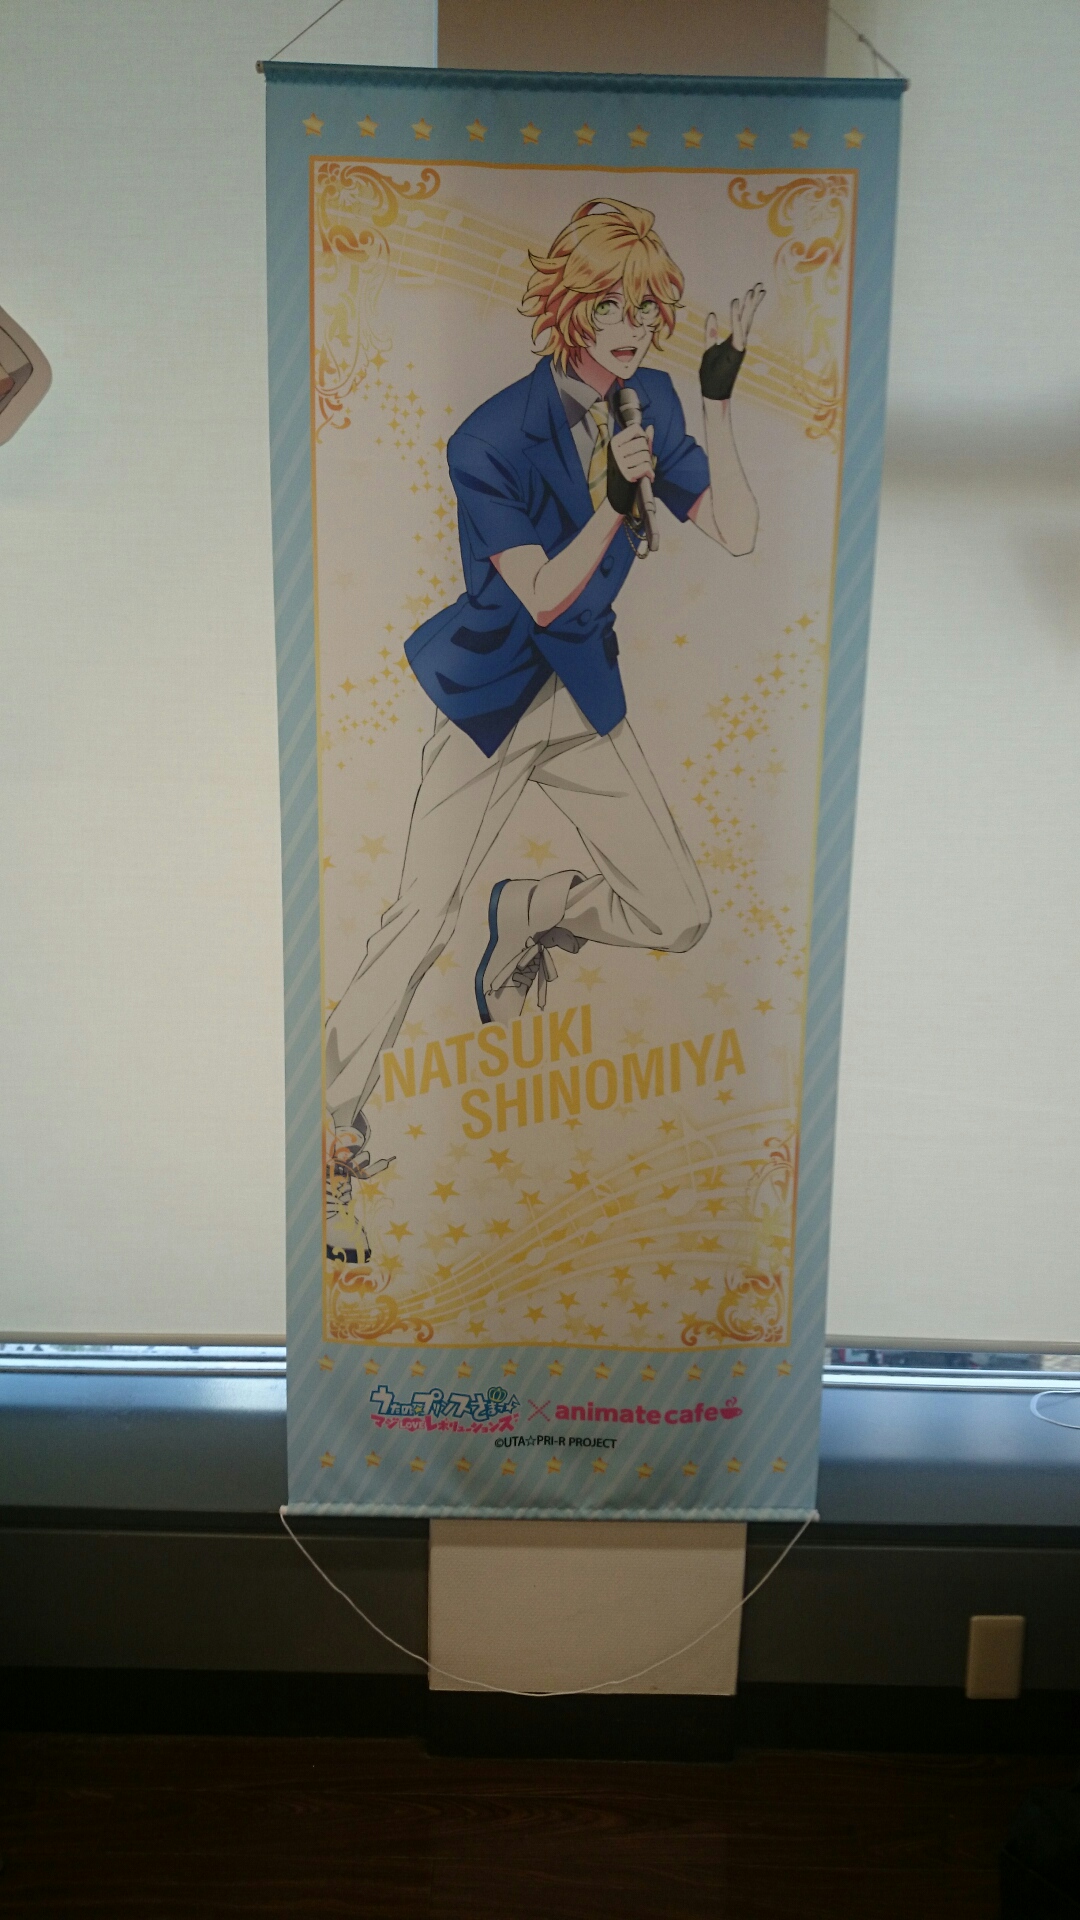 NATSUKI
SHINOMIYA
うたの☆プリンスさまっ♪ × animate cafe
マジLOVEレボリューションズ
©UTA☆PRI-R PROJECT